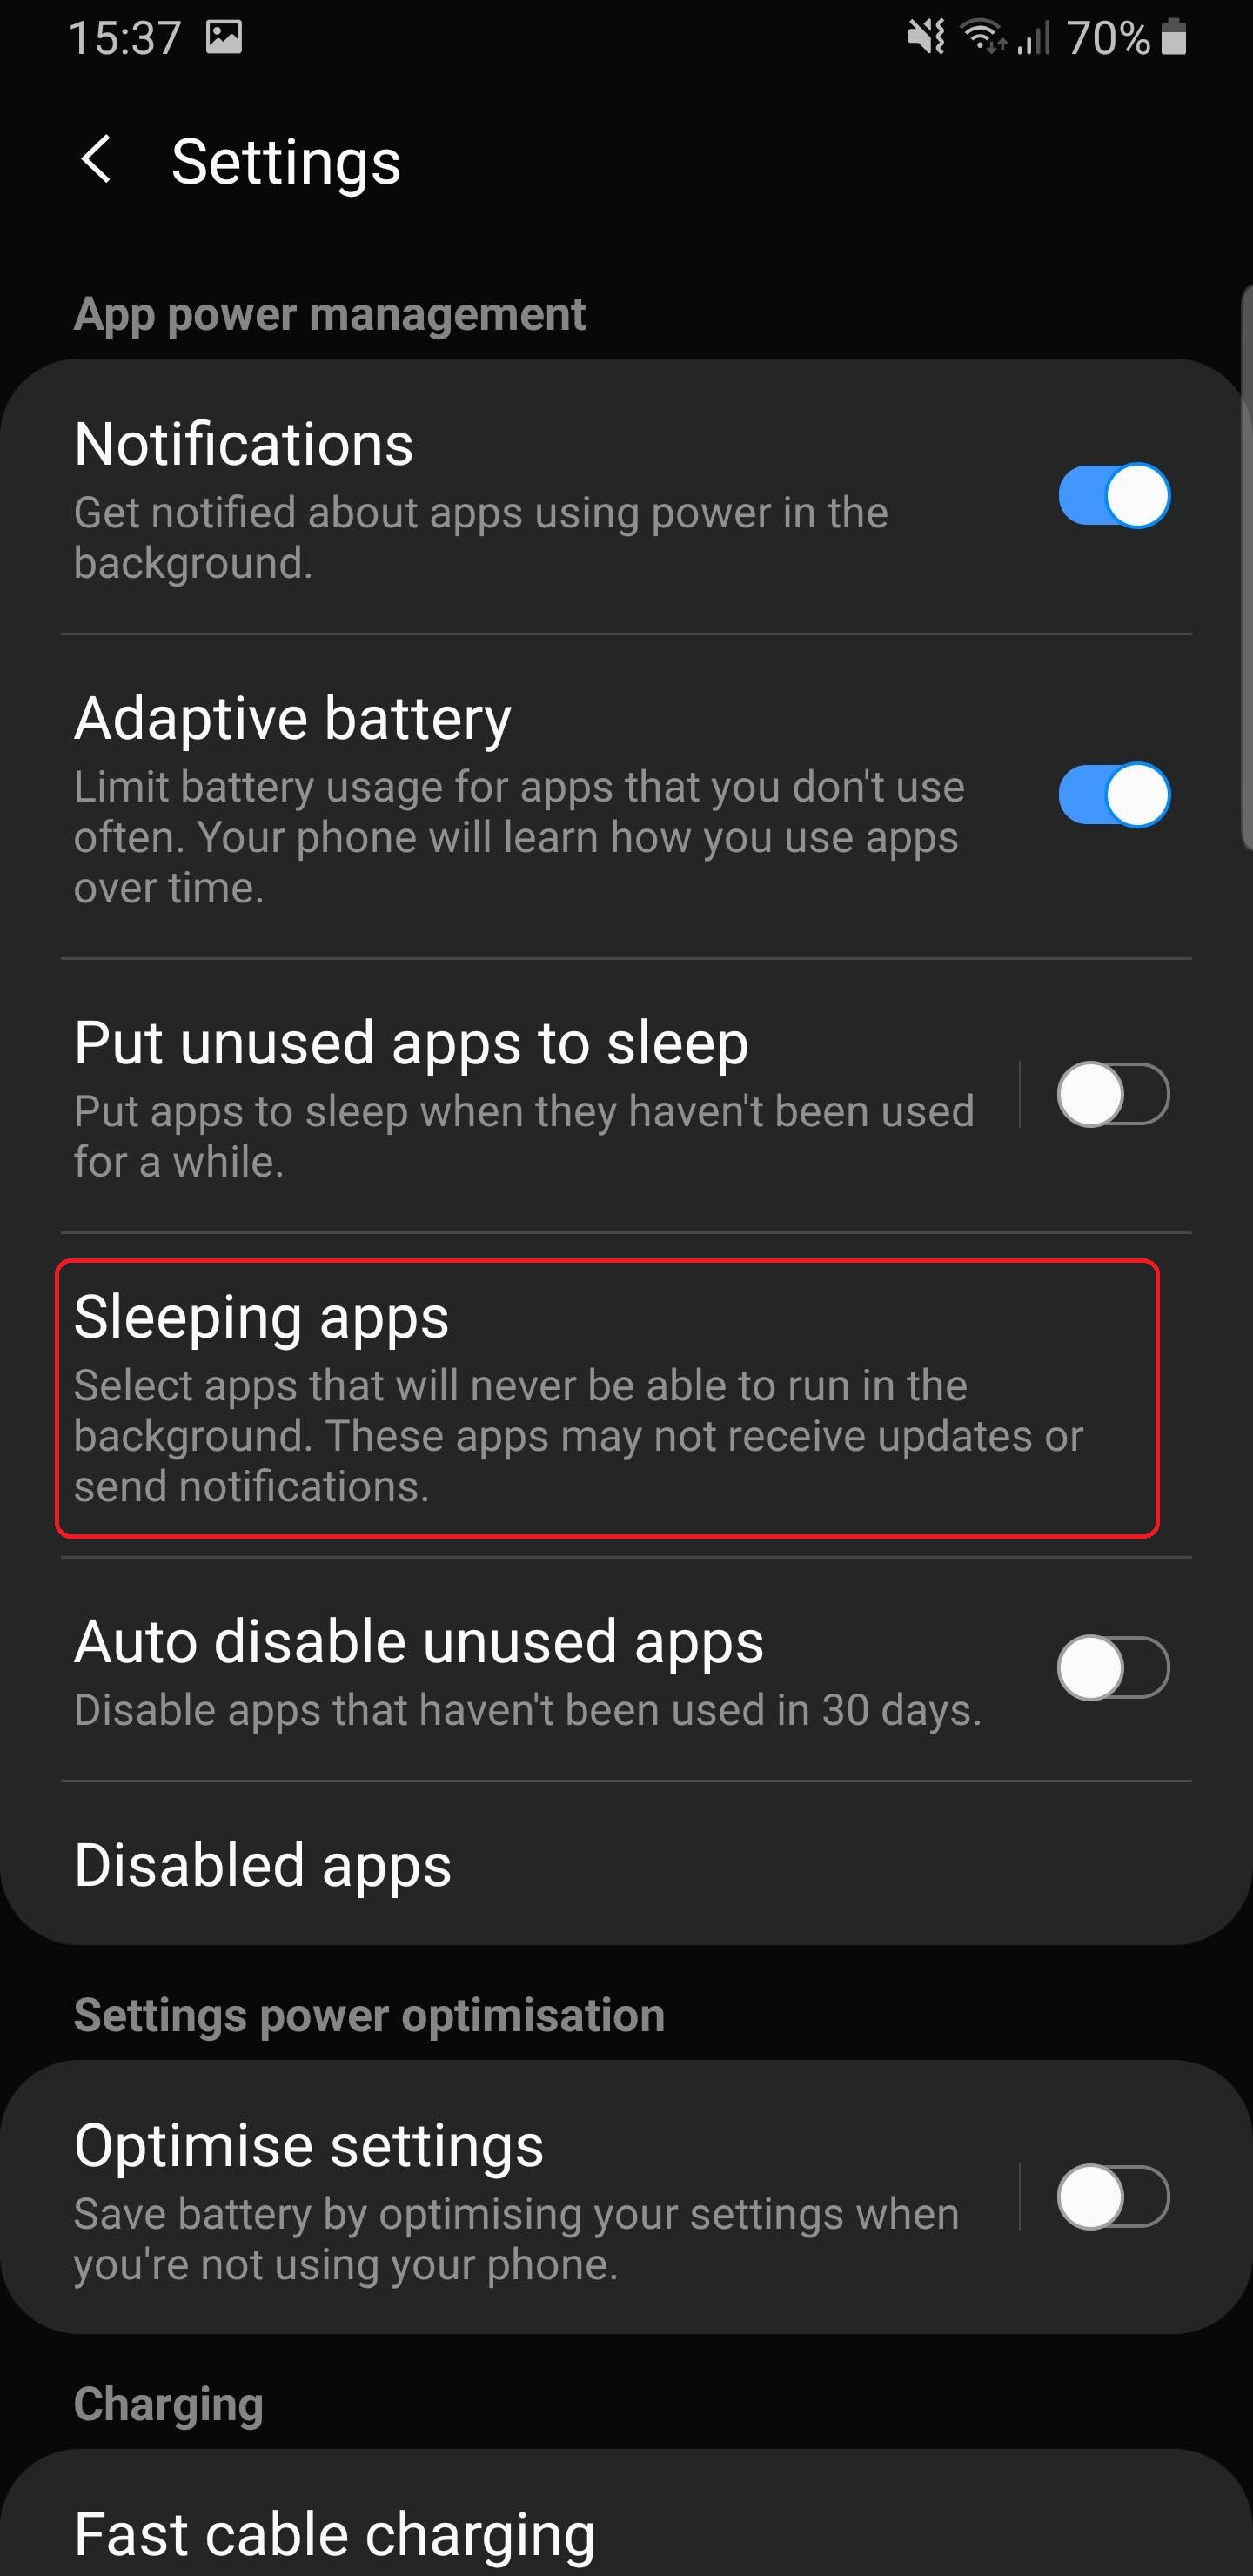 15:37 70%
Settings
App power management
Notifications
Get notified about apps using power in the
background.
Adaptive battery
Limit battery usage for apps that you don't use
often. Your phone will learn how you use apps
over time.
Put unused apps to sleep
Put apps to sleep when they haven't been used
for a while.
Sleeping apps
Select apps that will never be able to run in the
background. These apps may not receive updates or
send notifications.
Auto disable unused apps
Disable apps that haven't been used in 30 days.
Disabled apps
Settings power optimisation
Optimise settings
Save battery by optimising your settings when
you're not using your phone.
Charging
Fast cable charging